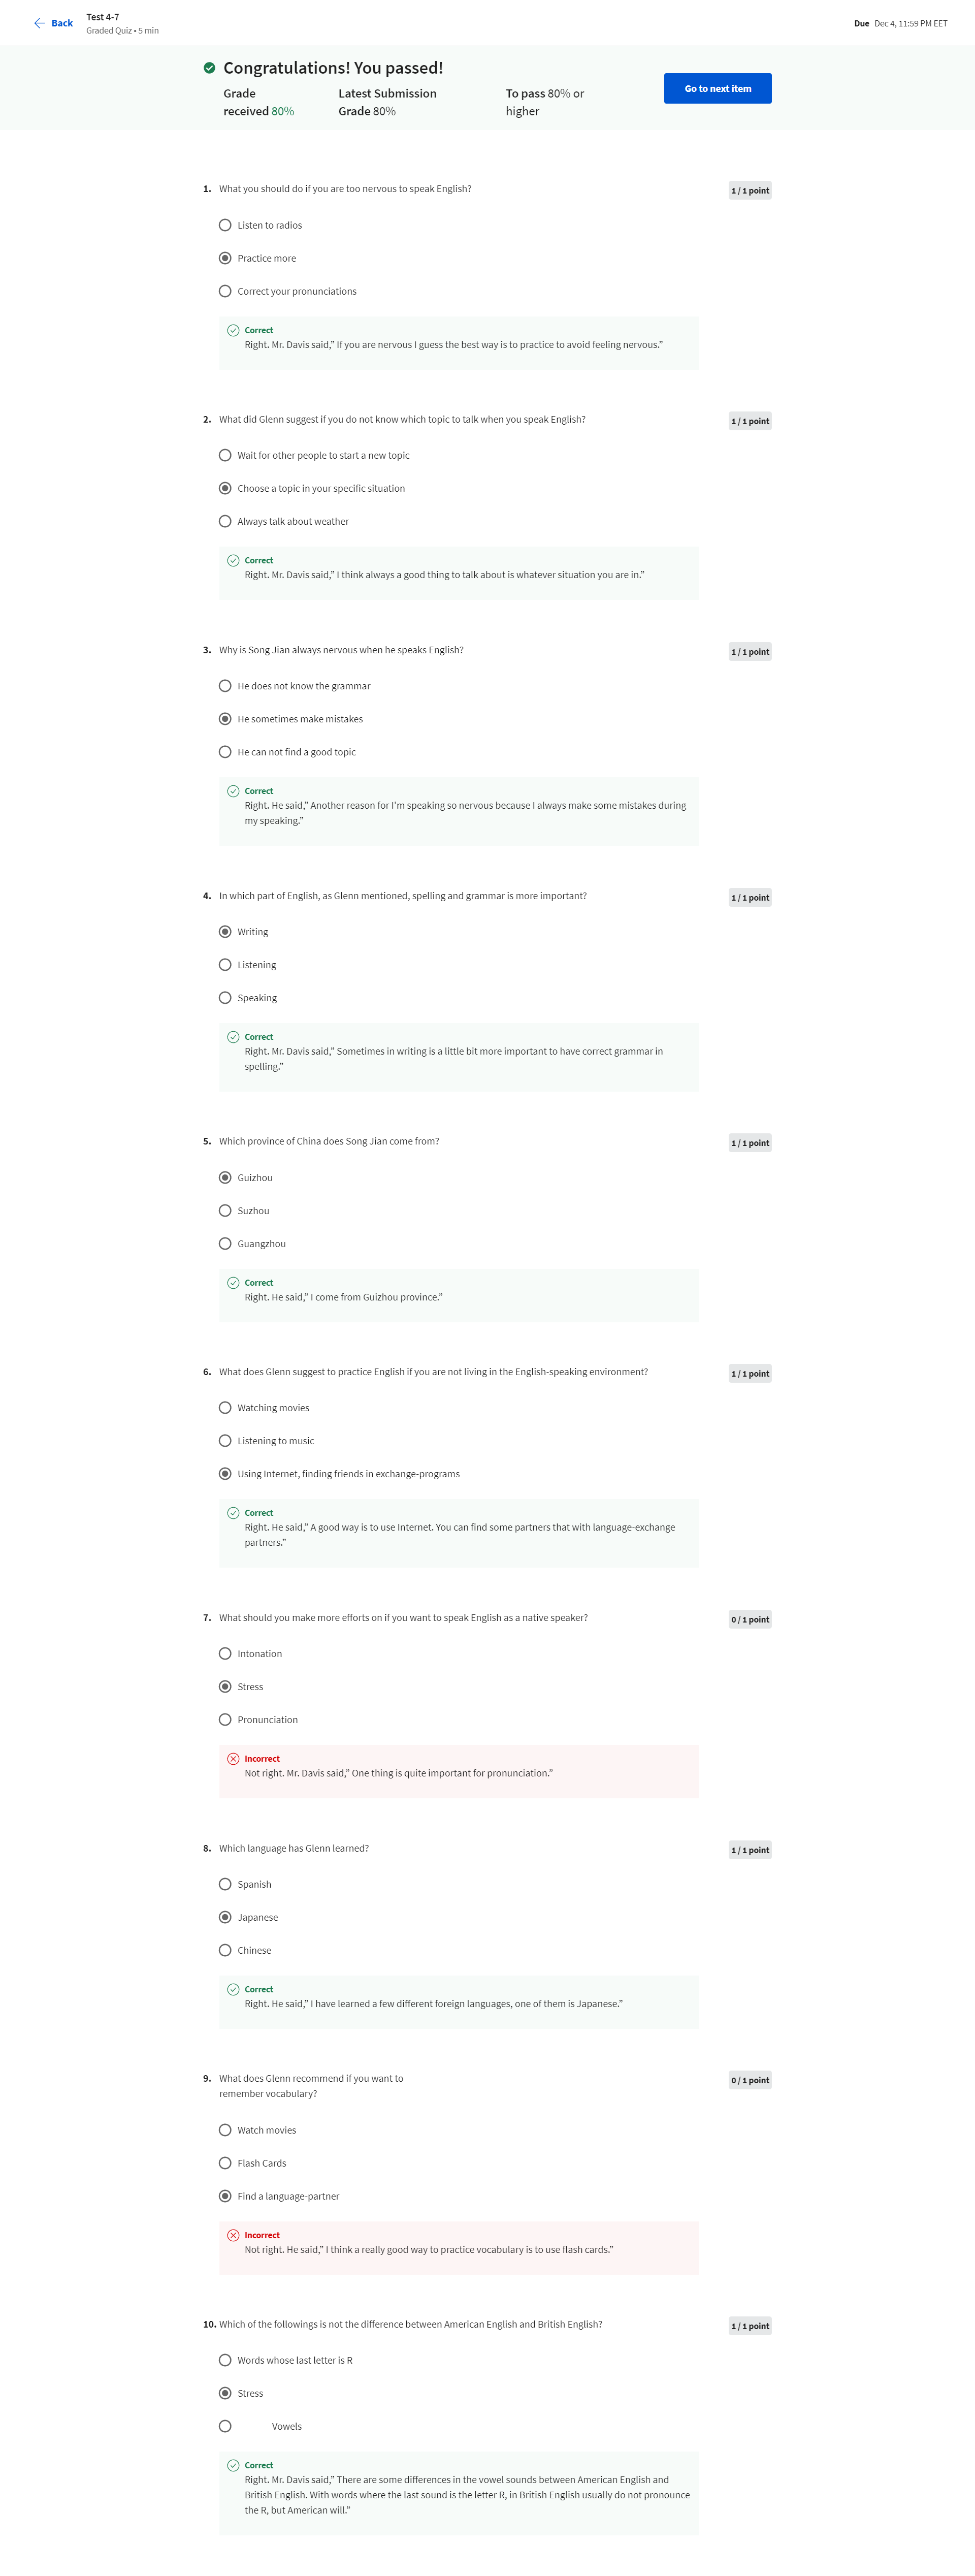 Back
Test 4-7
Graded Quiz • 5 min
Due Dec 4, 11:59 PM EET
Congratulations! You passed!
Grade
received 80%
Latest Submission
Grade 80%
To pass 80% or
higher
Go to next item
1. What you should do if you are too nervous to speak English?
1 / 1 point
Listen to radios
Practice more
Correct your pronunciations
Correct
Right. Mr. Davis said,” If you are nervous I guess the best way is to practice to avoid feeling nervous.”
2. What did Glenn suggest if you do not know which topic to talk when you speak English?
1 / 1 point
Wait for other people to start a new topic
Choose a topic in your specific situation
Always talk about weather
Correct
Right. Mr. Davis said,” I think always a good thing to talk about is whatever situation you are in.”
3. Why is Song Jian always nervous when he speaks English?
1 / 1 point
He does not know the grammar
He sometimes make mistakes
He can not find a good topic
Correct
Right. He said,” Another reason for I'm speaking so nervous because I always make some mistakes during
my speaking.”
4. In which part of English, as Glenn mentioned, spelling and grammar is more important?
1 / 1 point
Writing
Listening
Speaking
Correct
Right. Mr. Davis said,” Sometimes in writing is a little bit more important to have correct grammar in
spelling.”
5. Which province of China does Song Jian come from?
1 / 1 point
Guizhou
Suzhou
Guangzhou
Correct
Right. He said,” I come from Guizhou province.”
6. What does Glenn suggest to practice English if you are not living in the English-speaking environment?
1 / 1 point
Watching movies
Listening to music
Using Internet, finding friends in exchange-programs
Correct
Right. He said,” A good way is to use Internet. You can find some partners that with language-exchange
partners.”
7. What should you make more efforts on if you want to speak English as a native speaker?
0 / 1 point
Intonation
Stress
Pronunciation
Incorrect
Not right. Mr. Davis said,” One thing is quite important for pronunciation.”
8. Which language has Glenn learned?
1 / 1 point
Spanish
Japanese
Chinese
Correct
Right. He said,” I have learned a few different foreign languages, one of them is Japanese.”
9. What does Glenn recommend if you want to
remember vocabulary?
0 / 1 point
Watch movies
Flash Cards
Find a language-partner
Incorrect
Not right. He said,” I think a really good way to practice vocabulary is to use flash cards.”
10. Which of the followings is not the difference between American English and British English?
1 / 1 point
Words whose last letter is R
Stress
Vowels
Correct
Right. Mr. Davis said,” There are some differences in the vowel sounds between American English and
British English. With words where the last sound is the letter R, in British English usually do not pronounce
the R, but American will.”